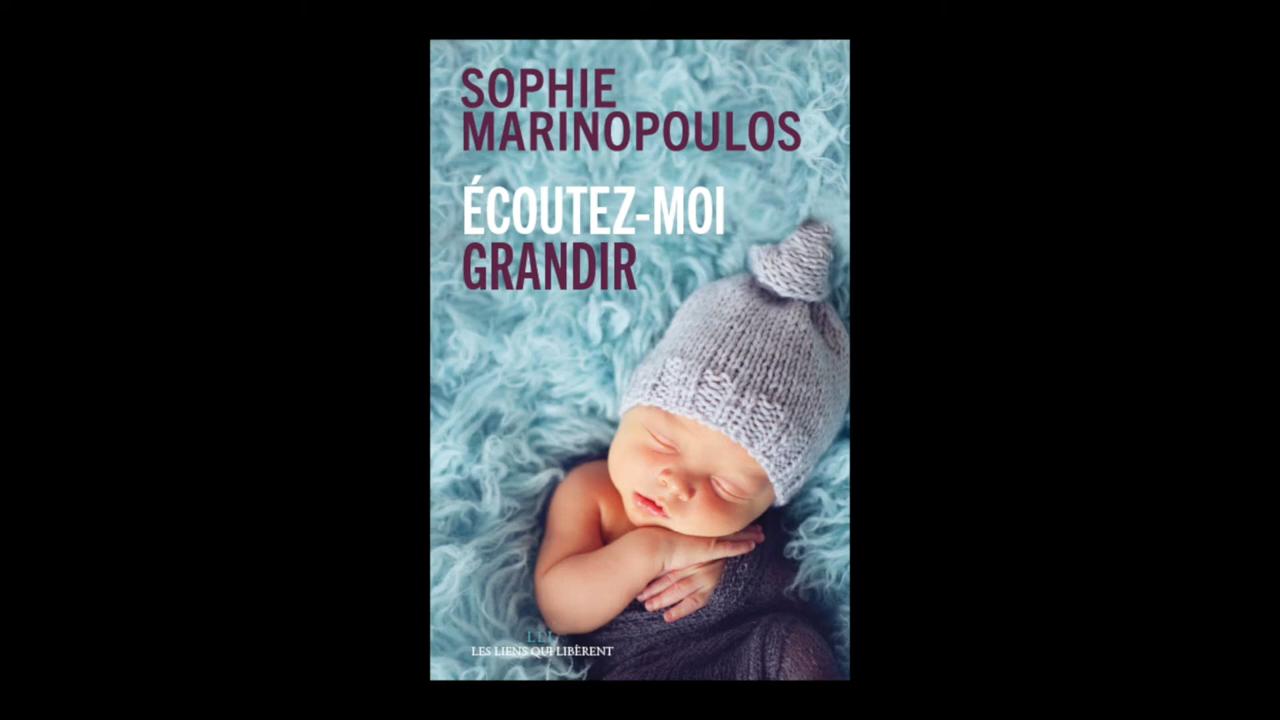 SOPHIE
MARINOPOULOS
ÉCOUTEZ-MOI
GRANDIR
LLL
LES LIENS QUI LIBÈRENT